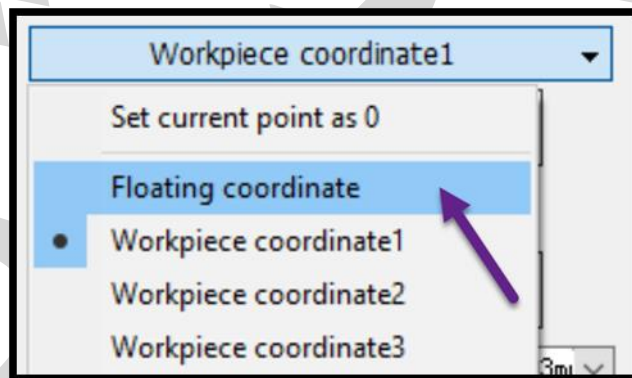 Workpiece coordinate1
Set current point as 0
Floating coordinate
Workpiece coordinate1
Workpiece coordinate2
Workpiece coordinate3